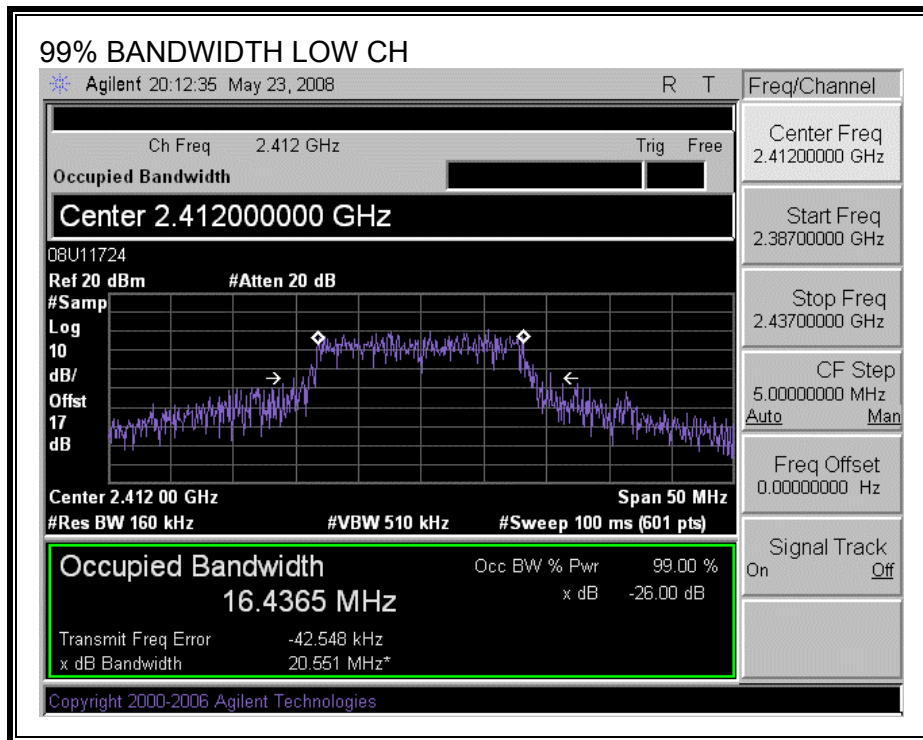 99% BANDWIDTH LOW CH
Agilent 20:12:35 May 23, 2008 R T
Freq/Channel
Ch Freq 2.412 GHz Trig Free
Occupied Bandwidth
Center 2.412000000 GHz
08U11724
Ref 20 dBm #Atten 20 dB
#Samp
Log
10
dB/
Offst
17
dB
Center 2.412 00 GHz Span 50 MHz
#Res BW 160 kHz #VBW 510 kHz #Sweep 100 ms (601 pts)
Occupied Bandwidth Occ BW % Pwr 99.00 %
16.4365 MHz x dB -26.00 dB
Transmit Freq Error -42.548 kHz
x dB Bandwidth 20.551 MHz*
Center Freq
2.41200000 GHz
Start Freq
2.38700000 GHz
Stop Freq
2.43700000 GHz
CF Step
5.00000000 MHz
Auto Man
Freq Offset
0.00000000 Hz
Signal Track
On Off
Copyright 2000-2006 Agilent Technologies